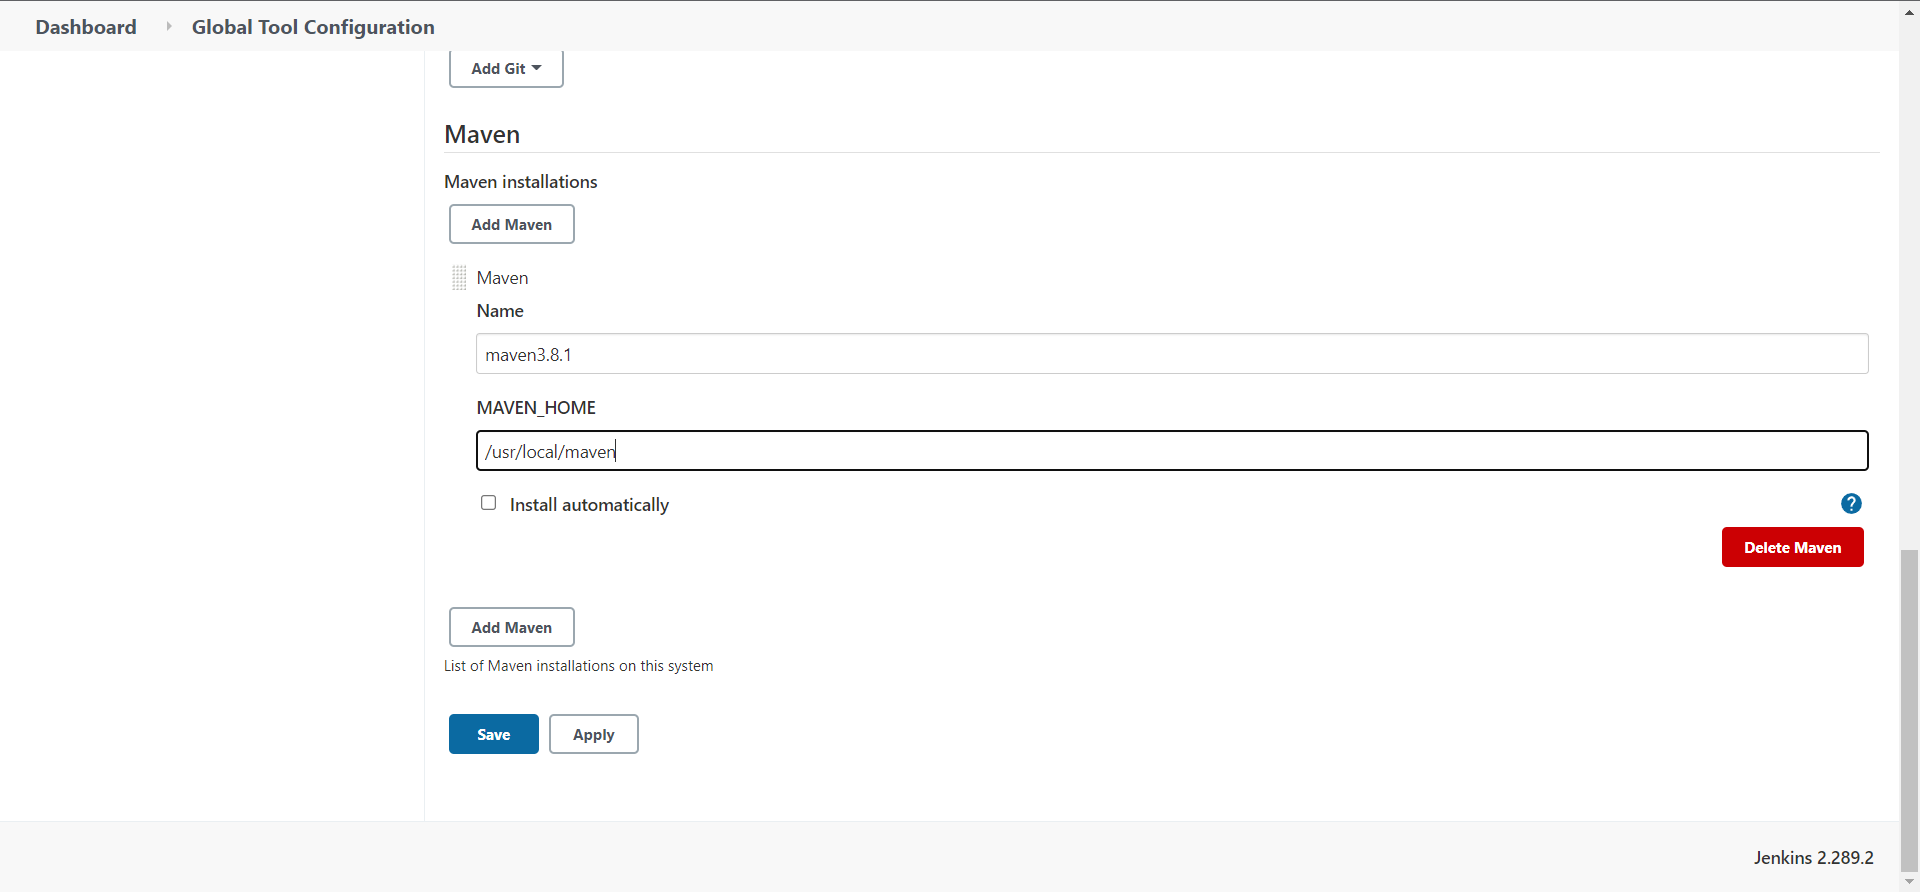 Dashboard
Global Tool Configuration
Add Git
Maven
Maven installations
Add Maven
Maven
Name
maven3.8.1
MAVEN_HOME
/usr/local/maven
Install automatically
?
Delete Maven
Add Maven
List of Maven installations on this system
Save
Apply
Jenkins 2.289.2